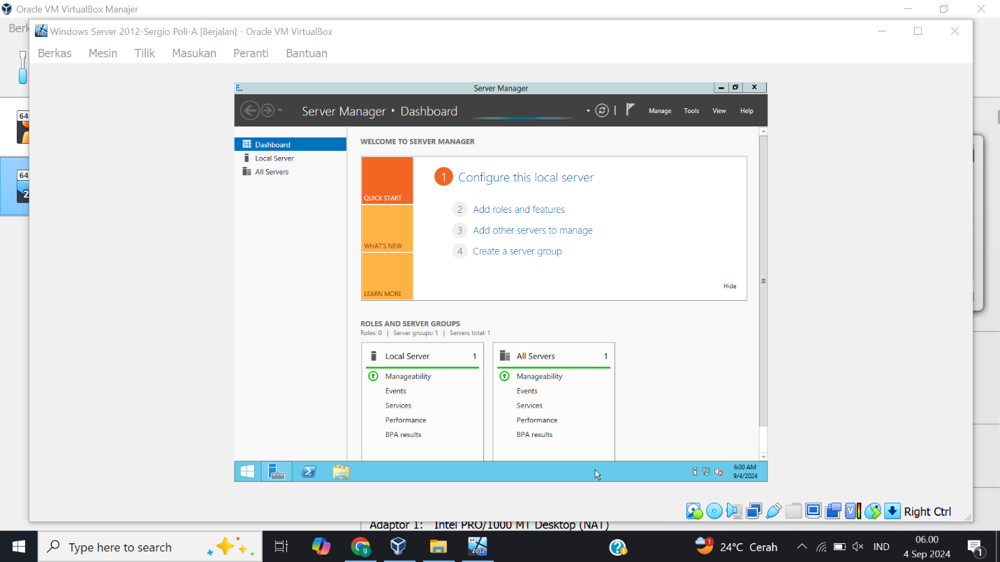 Oracle VM VirtualBox Manajer
Berk
Windows Server 2012-Sergio Poli-A [Berjalan] - Oracle VM VirtualBox
Berkas Mesin Tilik Masukan Peranti Bantuan
Server Manager
Server Manager ‣ Dashboard
Manage Tools View Help
Dashboard
Local Server
All Servers
WELCOME TO SERVER MANAGER
QUICK START
WHAT'S NEW
LEARN MORE
1 Configure this local server
2 Add roles and features
3 Add other servers to manage
4 Create a server group
Hide
ROLES AND SERVER GROUPS
Roles: 0 | Server groups: 1 | Servers total: 1
Local Server 1
Manageability
Events
Services
Performance
BPA results
All Servers 1
Manageability
Events
Services
Performance
BPA results
6:00 AM
9/4/2024
64
64
2
Right Ctrl
Adaptor 1: Intel PRO/1000 MT Desktop (NAT)
Type here to search
64
2012
1
24°C Cerah
IND
06.00
4 Sep 2024
1